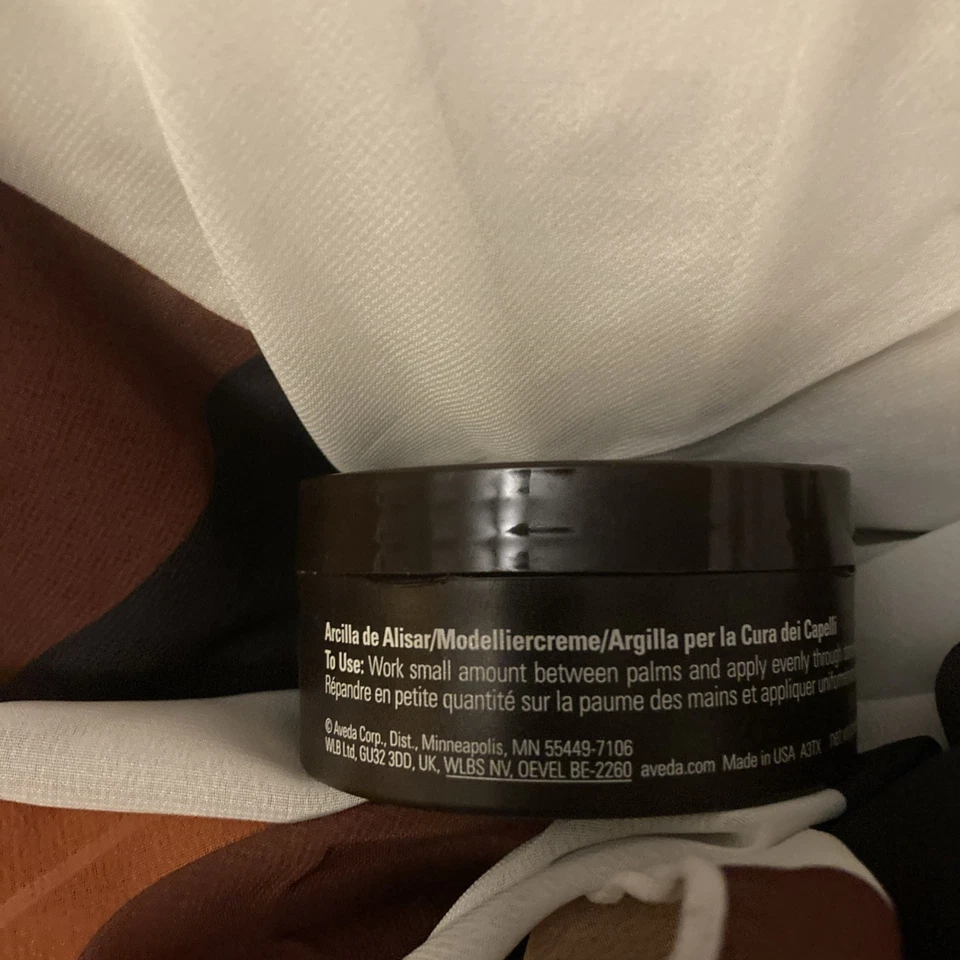 Arcilla de Alisar/Modelliercreme/Argilla per la Cura dei Capelli
To Use: Work small amount between palms and apply evenly through
Répandre en petite quantité sur la paume des mains et appliquer
© Aveda Corp., Dist., Minneapolis, MN 55449-7106
WLB Ltd, GU32 3DD, UK, WLBS NV, OEVEL BE-2260 aveda.com Made in USA A3TX